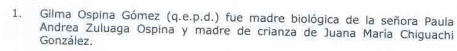 1. Gilma Ospina Gómez (q.e.p.d.) fue madre biológica de la señora Paula
Andrea Zuluaga Ospina y madre de crianza de Juana María Chiguachi
González.